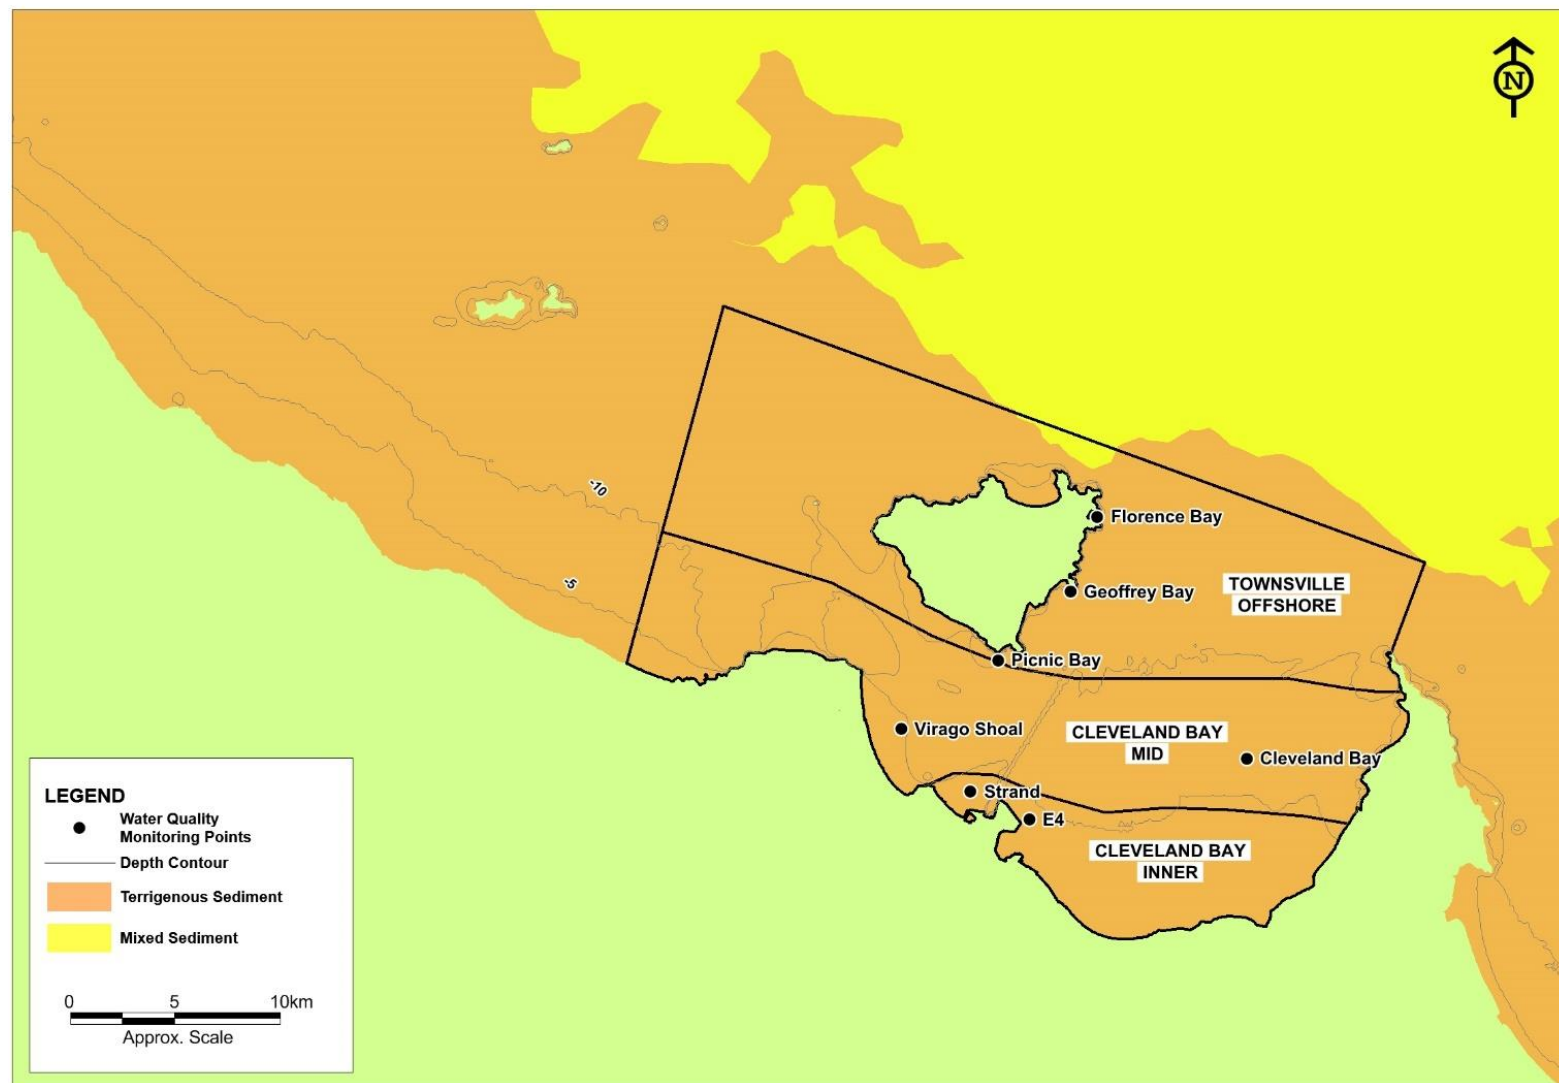 N
-10
-5
Florence Bay
Geoffrey Bay
TOWNSVILLE
OFFSHORE
Picnic Bay
Virago Shoal
CLEVELAND BAY
MID
Cleveland Bay
Strand
E4
CLEVELAND BAY
INNER
LEGEND
Water Quality
Monitoring Points
Depth Contour
Terrigenous Sediment
Mixed Sediment
0 5 10km
Approx. Scale